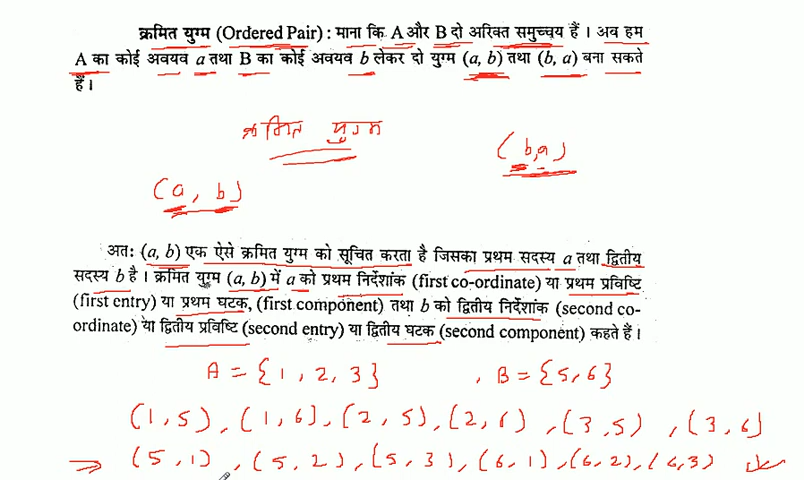 क्रमित युग्म (Ordered Pair) : माना कि A और B दो अरिक्त समुच्चय हैं । अब हम
A का कोई अवयव a तथा B का कोई अवयव b लेकर दो युग्म (a, b) तथा (b, a) बना सकते
हैं ।
क्रमित युग्म
(b,a)
(a, b)
अतः (a, b) एक ऐसे क्रमित युग्म को सूचित करता है जिसका प्रथम सदस्य a तथा द्वितीय
सदस्य b है । क्रमित युग्म (a, b) में a को प्रथम निर्देशांक (first co-ordinate) या प्रथम प्रविष्टि
(first entry) या प्रथम घटक, (first component) तथा b को द्वितीय निर्देशांक (second co-
ordinate) या द्वितीय प्रविष्टि (second entry) या द्वितीय घटक (second component) कहते हैं ।
A = {1, 2, 3} , B = {5,6}
(1,5), (1,6), (2,5), (2,6), (3,5), (3,6)
⇒ (5,1), (5,2), (5,3), (6,1), (6,2), (6,3)